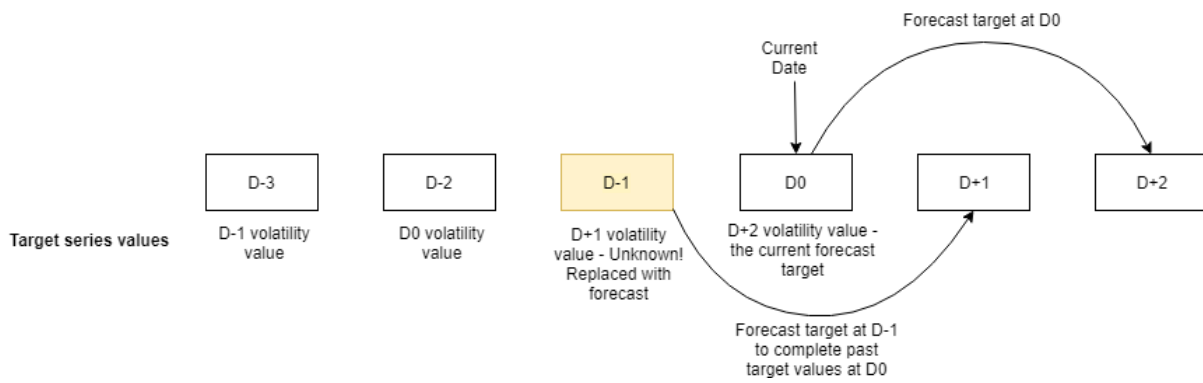 Forecast target at D0
Current
Date
D-3
D-2
D-1
D0
D+1
D+2
Target series values
D-1 volatility
value
D0 volatility
value
D+1 volatility
value - Unknown!
Replaced with
forecast
D+2 volatility value -
the current forecast
target
Forecast target at D-1
to complete past
target values at D0